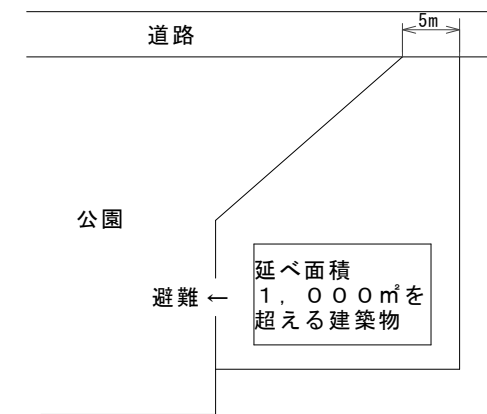 5m
道路
公園
避難←
延べ面積
1，000㎡を
超える建築物